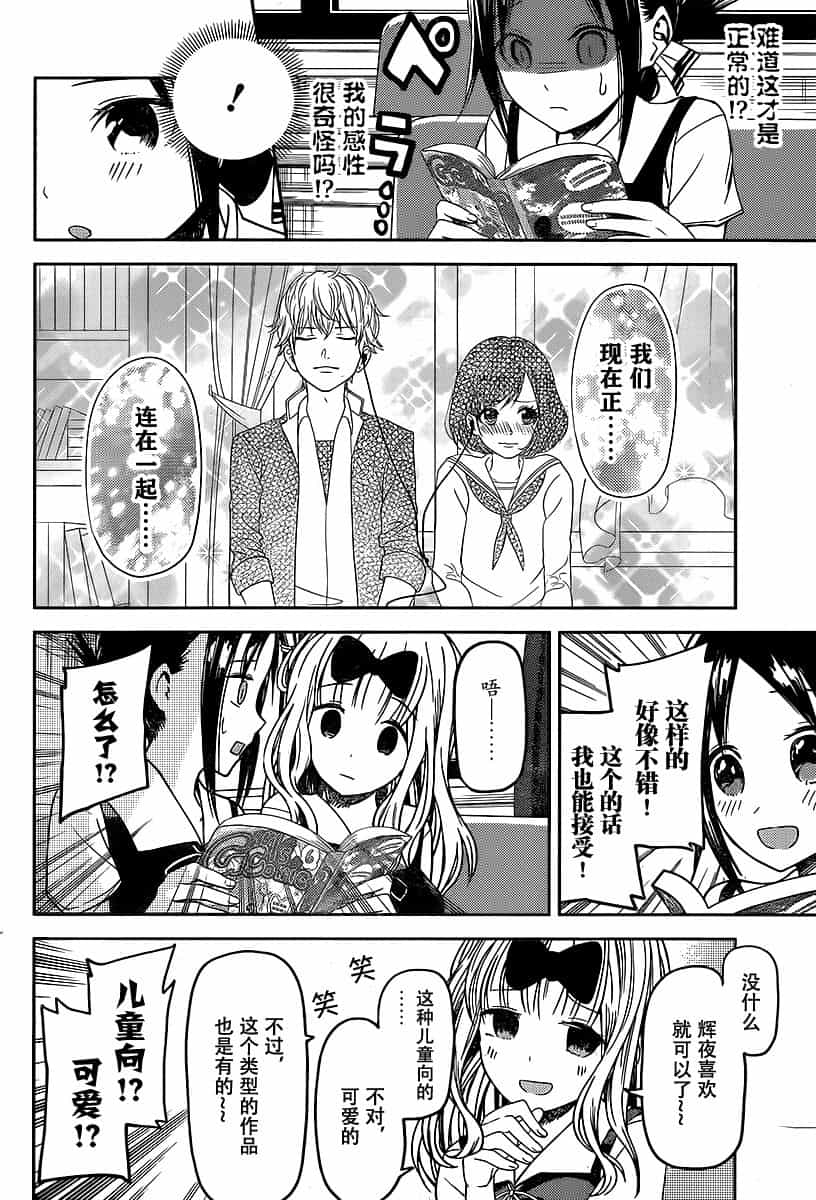 难道这才是
正常的!?
ペ
ラ
我的感性
很奇怪吗!?
！
我们
现在正……
连在一起……
这样的
好像不错！
这个的话
我也能接受！
唔……
怎么了!?
没什么
辉夜喜欢
就可以了～
这种儿童向的
……
不对，
可爱的
笑
笑
不过，
这个类型的作品
也是有的～
儿童向!?
可爱!?